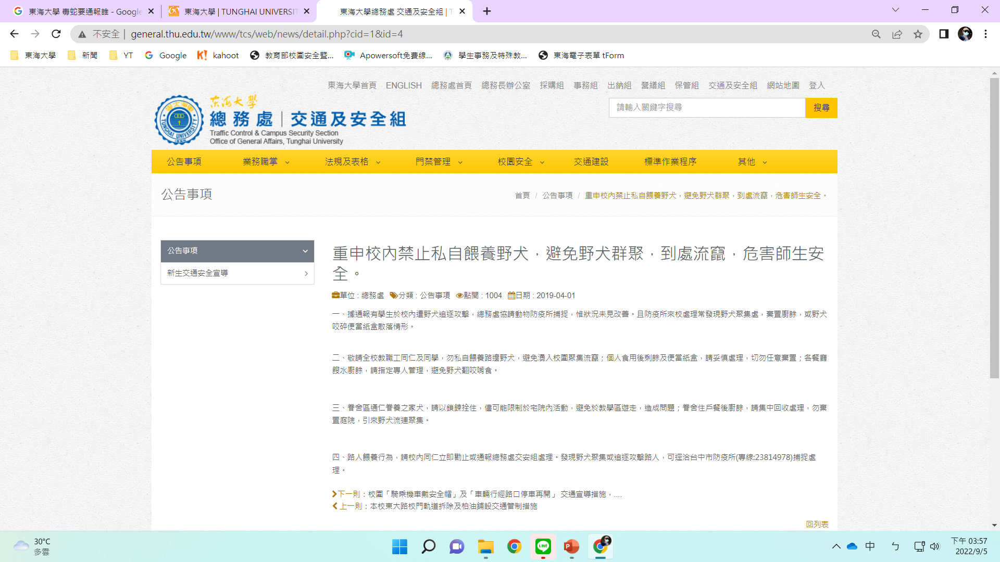 東海大學 毒蛇要通報誰 - Google
東海大學 | TUNGHAI UNIVERSIT
東海大學總務處 交通及安全組 | T
不安全 | general.thu.edu.tw/www/tcs/web/news/detail.php?cid=1&id=4
東海大學 新聞 YT Google kahoot 教育部校園安全暨... Apowersoft免費線... 學生事務及特殊教... 東海電子表單 tForm
東海大學首頁 ENGLISH 總務處首頁 總務長辦公室 採購組 事務組 出納組 營繕組 保管組 交通及安全組 網站地圖 登入
東海大學
總務處｜交通及安全組
Traffic Control & Campus Security Section
Office of General Affairs, Tunghai University
TUNGHAI UNIVERSITY
1955
請輸入關鍵字搜尋 搜尋
公告事項 業務職掌 法規及表格 門禁管理 校園安全 交通建設 標準作業程序 其他
公告事項
首頁 / 公告事項 / 重申校內禁止私自餵養野犬，避免野犬群聚，到處流竄，危害師生安全。
公告事項
新生交通安全宣導
重申校內禁止私自餵養野犬，避免野犬群聚，到處流竄，危害師生安
全。
單位 : 總務處 分類 : 公告事項 點閱 : 1004 日期 : 2019-04-01
一、據通報有學生於校內遭野犬追逐攻擊，總務處協請動物防疫所捕捉，惟狀況未見改善。且防疫所來校處理常發現野犬聚集處，棄置廚餘，或野犬
咬碎便當紙盒散落情形。
二、敬請全校教職工同仁及同學，勿私自餵養路邊野犬，避免湧入校園聚集流竄；個人食用後剩餘及便當紙盒，請妥慎處理，切勿任意棄置；各餐廳
餿水廚餘，請指定專人管理，避免野犬翻咬啃食。
三、眷舍區通仁眷養之家犬，請以鎖鍊拴住，儘可能限制於宅院內活動，避免於教學區遊走，造成問題；眷舍住戶餐後廚餘，請集中回收處理，勿棄
置庭院，引來野犬流連聚集。
四、路人餵養行為，請校內同仁立即勸止或通報總務處交安組處理。發現野犬聚集或追逐攻擊路人，可逕洽台中市防疫所(專線:23814978)捕捉處
理。
下一則：校園「騎乘機車戴安全帽」及「車輛行經路口停車再開」 交通宣導措施，....
上一則：本校東大路校門軌道拆除及柏油鋪設交通管制措施
回列表
30°C
多雲
LINE
P
中
ㄣ
下午 03:57
2022/9/5